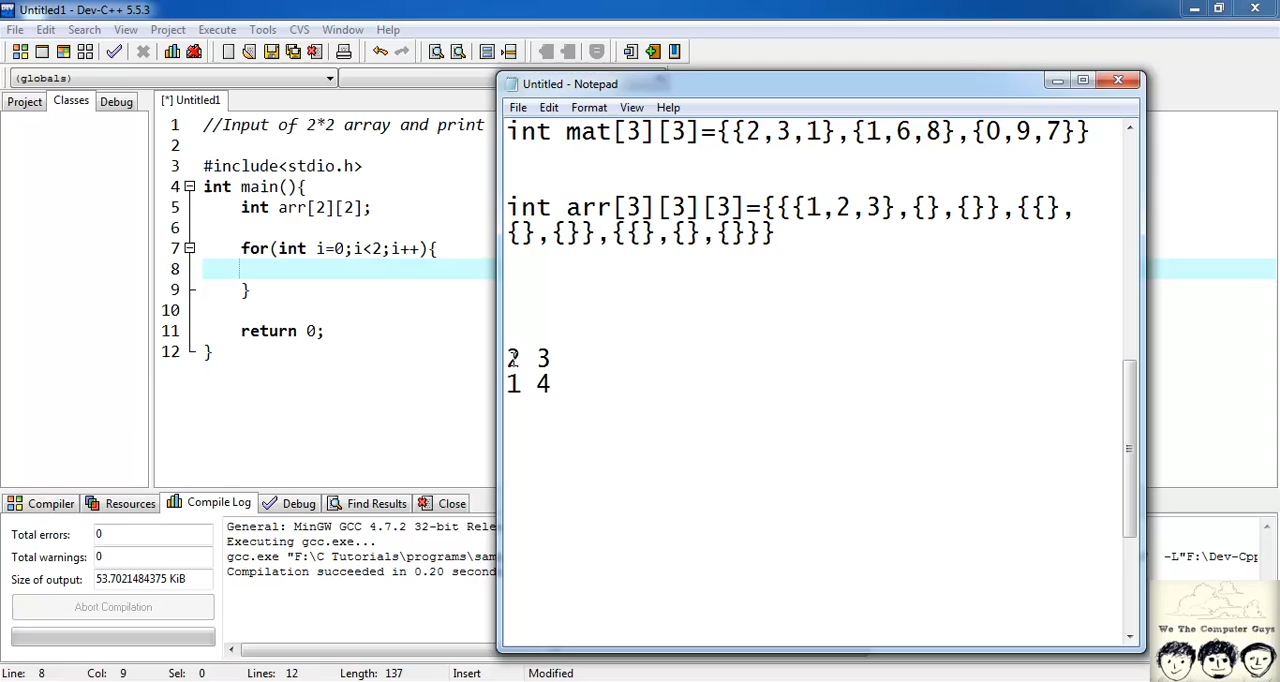 Untitled1 - Dev-C++ 5.5.3
File Edit Search View Project Execute Tools CVS Window Help
(globals)
Project Classes Debug [*] Untitled1
1 //Input of 2*2 array and print
2
3 #include<stdio.h>
4 int main(){
5 int arr[2][2];
6
7 for(int i=0;i<2;i++){
8
9 }
10
11 return 0;
12 }
Untitled - Notepad
File Edit Format View Help
int mat[3][3]={{2,3,1},{1,6,8},{0,9,7}}
int arr[3][3][3]={{{1,2,3},{},{}},{{},
{},{}},{{},{},{}}}
2 3
1 4
Compiler Resources Compile Log Debug Find Results Close
Total errors: 0
Total warnings: 0
Size of output: 53.7021484375 KiB
Abort Compilation
General: MinGW GCC 4.7.2 32-bit Rele
Executing gcc.exe...
gcc.exe "F:\C Tutorials\programs\sam
Compilation succeeded in 0.20 second
-L"F:\Dev-Cpp
We The Computer Guys
Line: 8 Col: 9 Sel: 0 Lines: 12 Length: 137 Insert Modified